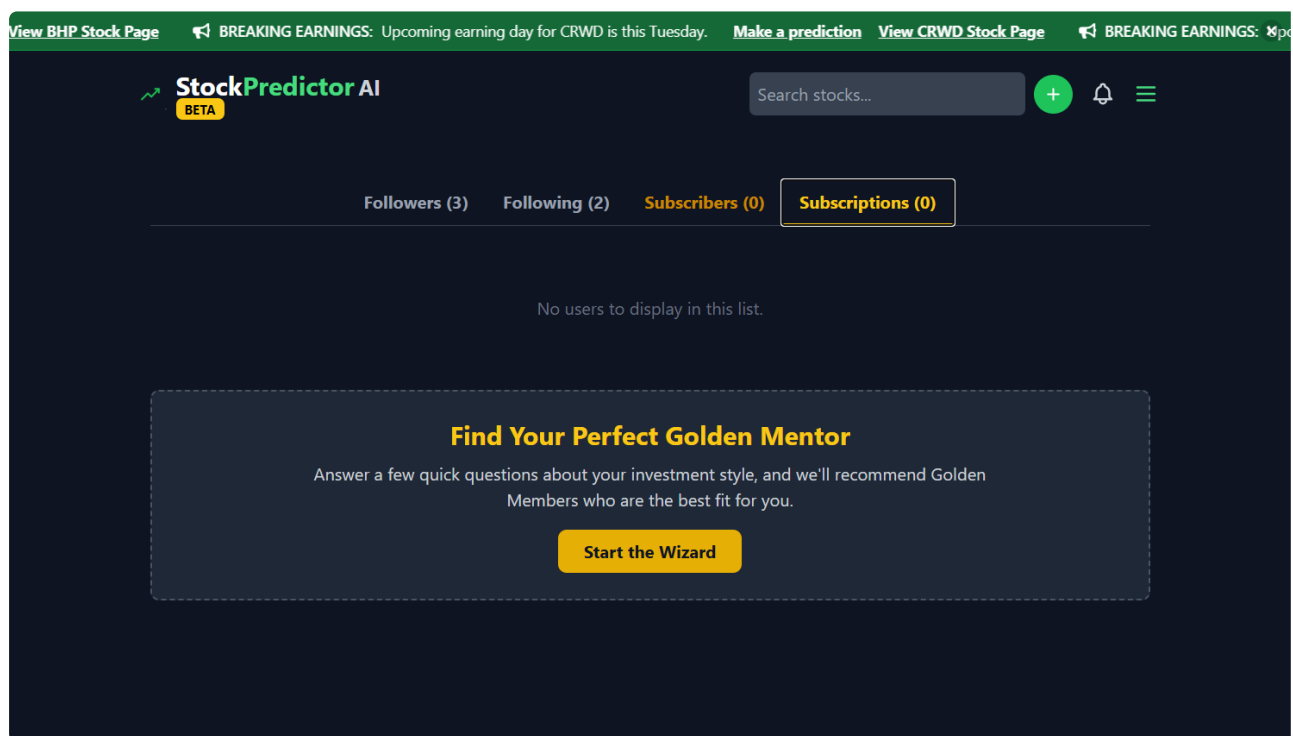 View BHP Stock Page BREAKING EARNINGS: Upcoming earning day for CRWD is this Tuesday. Make a prediction View CRWD Stock Page BREAKING EARNINGS:
StockPredictor AI
BETA
Search stocks...
Followers (3) Following (2) Subscribers (0) Subscriptions (0)
No users to display in this list.
Find Your Perfect Golden Mentor
Answer a few quick questions about your investment style, and we'll recommend Golden
Members who are the best fit for you.
Start the Wizard